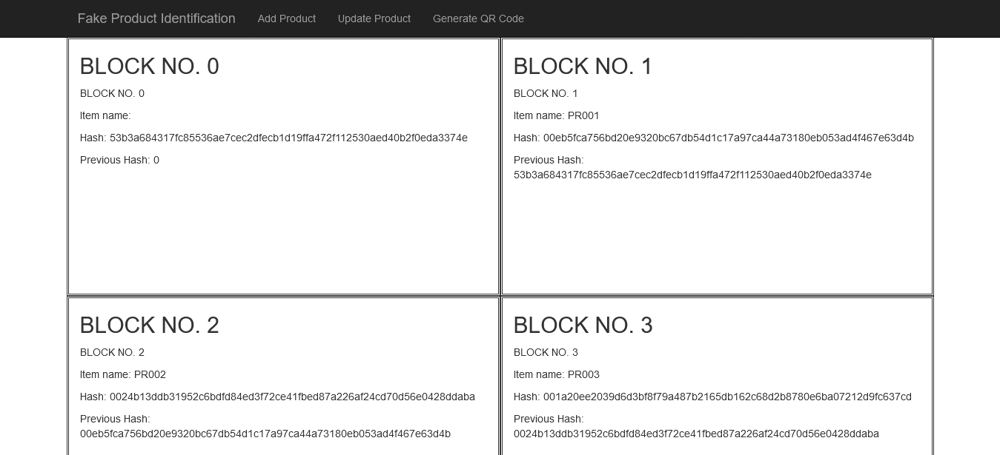 Fake Product Identification Add Product Update Product Generate QR Code
BLOCK NO. 0
BLOCK NO. 0
Item name:
Hash: 53b3a684317fc85536ae7cec2dfecb1d19ffa472f112530aed40b2f0eda3374e
Previous Hash: 0
BLOCK NO. 1
BLOCK NO. 1
Item name: PR001
Hash: 00eb5fca756bd20e9320bc67db54d1c17a97ca44a73180eb053ad4f467e63d4b
Previous Hash:
53b3a684317fc85536ae7cec2dfecb1d19ffa472f112530aed40b2f0eda3374e
BLOCK NO. 2
BLOCK NO. 2
Item name: PR002
Hash: 0024b13ddb31952c6bdfd84ed3f72ce41fbed87a226af24cd70d56e0428ddaba
Previous Hash:
00eb5fca756bd20e9320bc67db54d1c17a97ca44a73180eb053ad4f467e63d4b
BLOCK NO. 3
BLOCK NO. 3
Item name: PR003
Hash: 001a20ee2039d6d3bf8f79a487b2165db162c68d2b8780e6ba07212d9fc637cd
Previous Hash:
0024b13ddb31952c6bdfd84ed3f72ce41fbed87a226af24cd70d56e0428ddaba